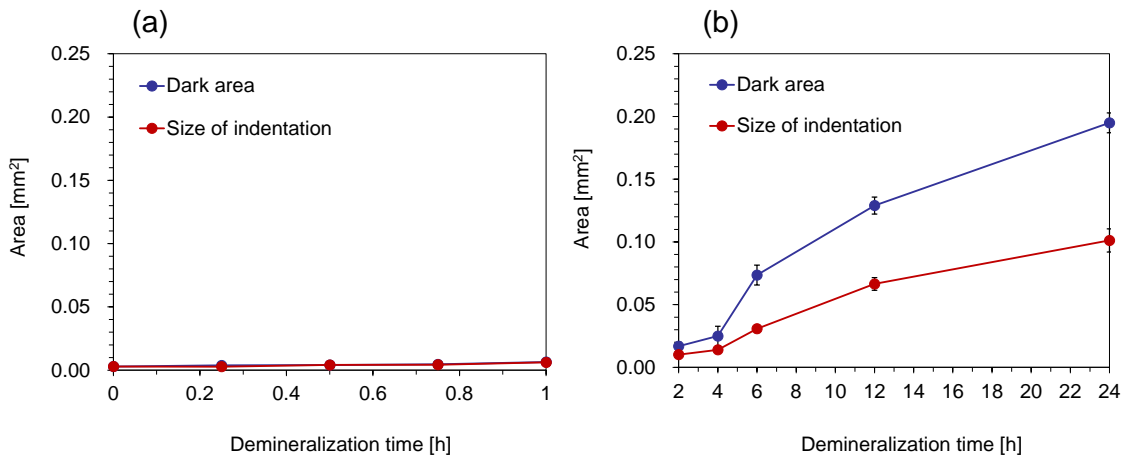 (a)
0.25
0.20
0.15
0.10
0.05
0.00
Area [mm²]
Dark area
Size of indentation
0
0.2
0.4
0.6
0.8
1
Demineralization time [h]
(b)
0.25
0.20
0.15
0.10
0.05
0.00
Area [mm²]
Dark area
Size of indentation
2 4 6 8 10 12 14 16 18 20 22 24
Demineralization time [h]